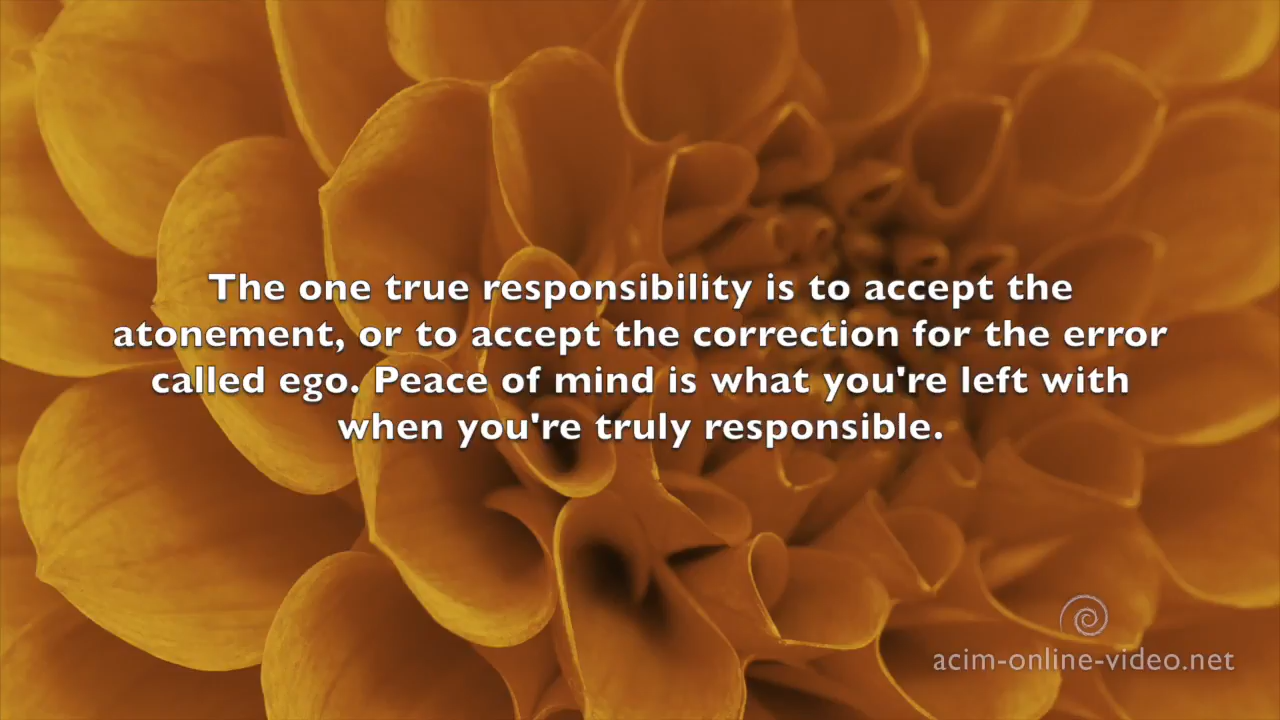 The one true responsibility is to accept the
atonement, or to accept the correction for the error
called ego. Peace of mind is what you're left with
when you're truly responsible.
acim-online-video.net